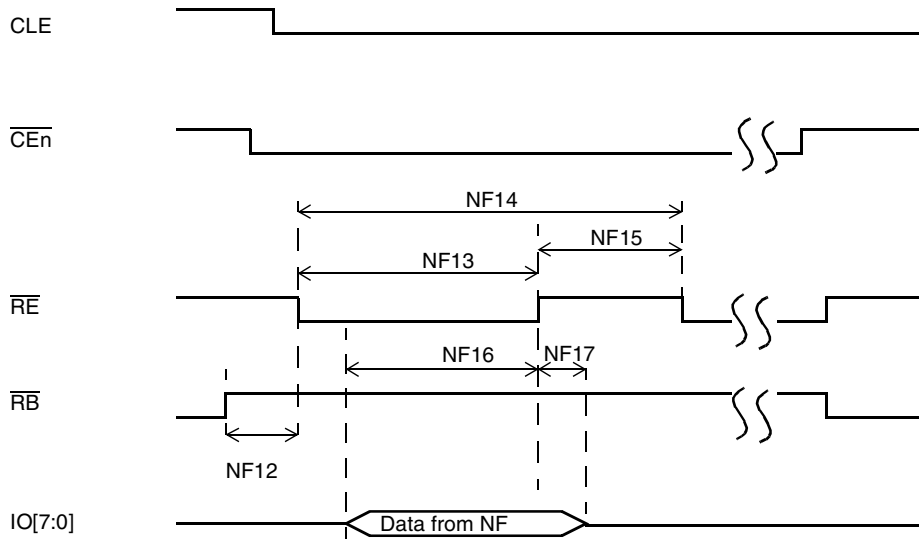 CLE
CEn
NF14
NF15
NF13
RE
NF16
NF17
RB
NF12
IO[7:0]
Data from NF